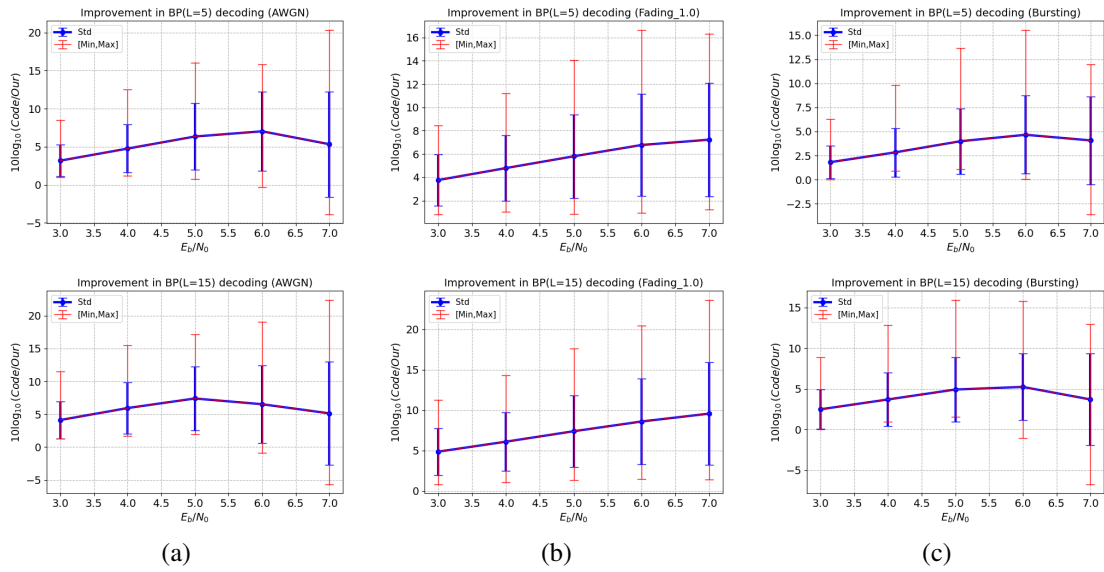 Improvement in BP(L=5) decoding (AWGN)
20
15
10
5
0
−5
10log₁₀(Code/Our)
Std
[Min,Max]
3.0 3.5 4.0 4.5 5.0 5.5 6.0 6.5 7.0
E_b/N_0
Improvement in BP(L=5) decoding (Fading_1.0)
16
14
12
10
8
6
4
2
10log₁₀(Code/Our)
Std
[Min,Max]
3.0 3.5 4.0 4.5 5.0 5.5 6.0 6.5 7.0
E_b/N_0
Improvement in BP(L=5) decoding (Bursting)
15.0
12.5
10.0
7.5
5.0
2.5
0.0
−2.5
10log₁₀(Code/Our)
Std
[Min,Max]
3.0 3.5 4.0 4.5 5.0 5.5 6.0 6.5 7.0
E_b/N_0
Improvement in BP(L=15) decoding (AWGN)
20
15
10
5
0
−5
10log₁₀(Code/Our)
Std
[Min,Max]
3.0 3.5 4.0 4.5 5.0 5.5 6.0 6.5 7.0
E_b/N_0
Improvement in BP(L=15) decoding (Fading_1.0)
20
15
10
5
0
10log₁₀(Code/Our)
Std
[Min,Max]
3.0 3.5 4.0 4.5 5.0 5.5 6.0 6.5 7.0
E_b/N_0
Improvement in BP(L=15) decoding (Bursting)
15
10
5
0
−5
10log₁₀(Code/Our)
Std
[Min,Max]
3.0 3.5 4.0 4.5 5.0 5.5 6.0 6.5 7.0
E_b/N_0
(a) (b) (c)